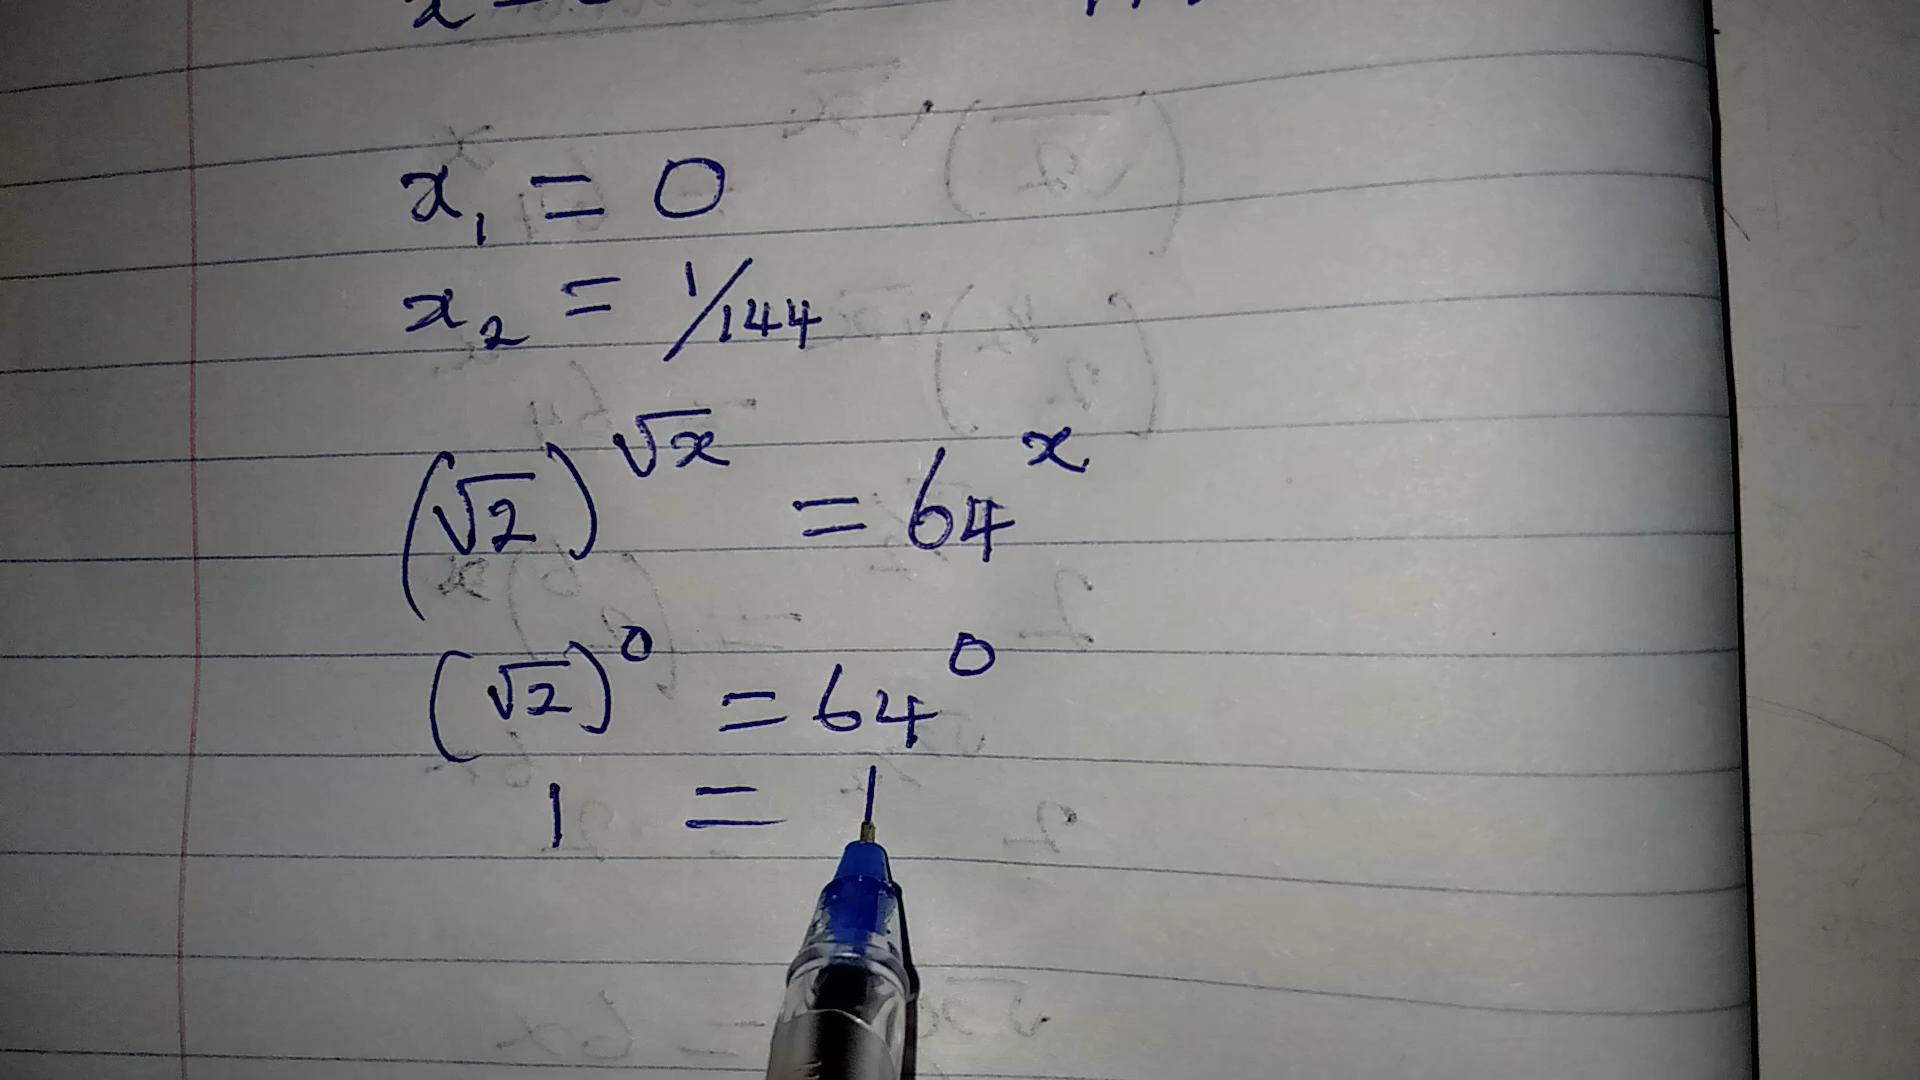 x₁ = 0
x₂ = 1/144
(√2)^√x = 64^x
(√2)^0 = 64^0
1 = 1